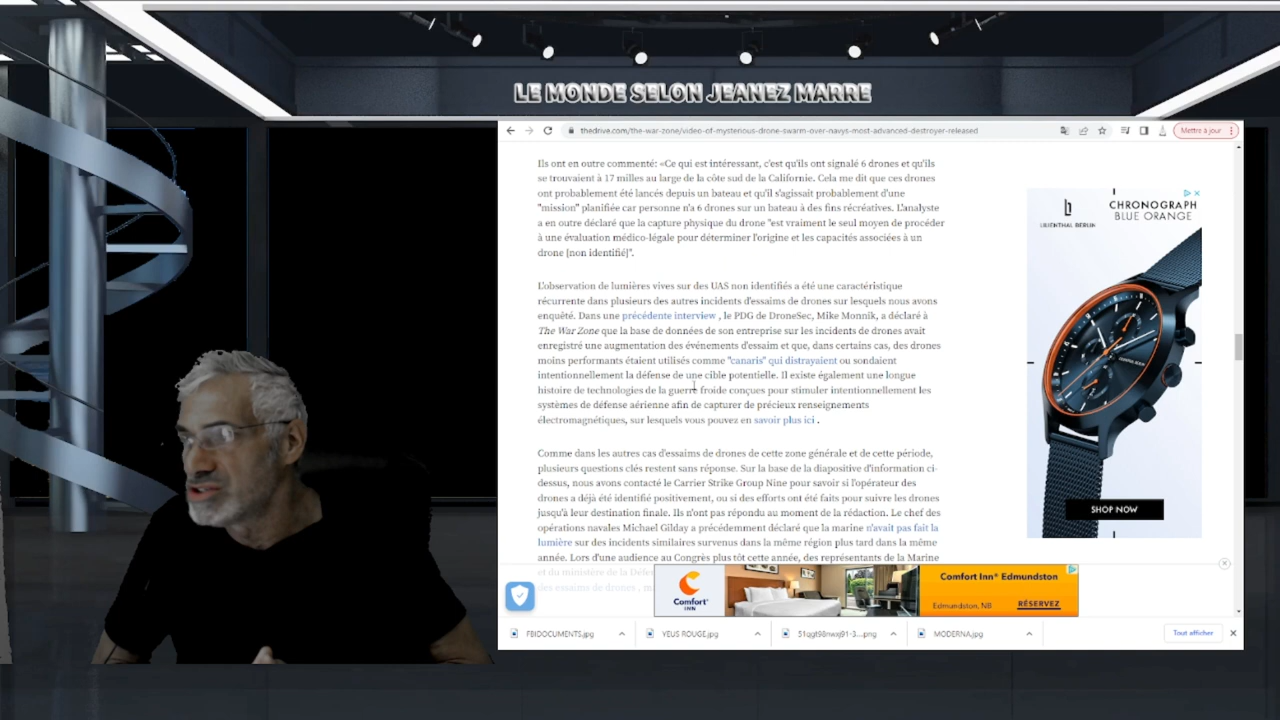 LE MONDE SELON JEANEZ MARRE
thedrive.com/the-war-zone/video-of-mysterious-drone-swarm-over-navys-most-advanced-destroyer-released
Mettre à jour
Ils ont en outre commenté: «Ce qui est intéressant, c'est qu'ils ont signalé 6 drones et qu'ils
se trouvaient à 17 milles au large de la côte sud de la Californie. Cela me dit que ces drones
ont probablement été lancés depuis un bateau et qu'il s'agissait probablement d'une
"mission" planifiée car personne n'a 6 drones sur un bateau à des fins récréatives. L'analyste
a en outre déclaré que la capture physique du drone "est vraiment le seul moyen de procéder
à une évaluation médico-légale pour déterminer l'origine et les capacités associées à un
drone [non identifié]".
L'observation de lumières vives sur des UAS non identifiés a été une caractéristique
récurrente dans plusieurs des autres incidents d'essaims de drones sur lesquels nous avons
enquêté. Dans une précédente interview , le PDG de DroneSec, Mike Monnik, a déclaré à
The War Zone que la base de données de son entreprise sur les incidents de drones avait
enregistré une augmentation des événements d'essaim et que, dans certains cas, des drones
moins performants étaient utilisés comme "canaris" qui distrayaient ou sondaient
intentionnellement la défense de une cible potentielle. Il existe également une longue
histoire de technologies de la guerre froide conçues pour stimuler intentionnellement les
systèmes de défense aérienne afin de capturer de précieux renseignements
électromagnétiques, sur lesquels vous pouvez en savoir plus ici .
Comme dans les autres cas d'essaims de drones de cette zone générale et de cette période,
plusieurs questions clés restent sans réponse. Sur la base de la diapositive d'information ci-
dessus, nous avons contacté le Carrier Strike Group Nine pour savoir si l'opérateur des
drones a déjà été identifié positivement, ou si des efforts ont été faits pour suivre les drones
jusqu'à leur destination finale. Ils n'ont pas répondu au moment de la rédaction. Le chef des
opérations navales Michael Gilday a précédemment déclaré que la marine n'avait pas fait la
lumière sur des incidents similaires survenus dans la même région plus tard dans la même
année. Lors d'une audience au Congrès plus tôt cette année, des représentants de la Marine
et du ministère de la Défen
des essaims de drones
CHRONOGRAPH
BLUE ORANGE
LILIENTHAL BERLIN
SHOP NOW
Comfort
INN
Comfort Inn® Edmundston
Edmundston, NB
RÉSERVEZ
FBIDOCUMENTS.jpg
YEUS ROUGE.jpg
51qgt98nwxj91-3....png
MODERNA.jpg
Tout afficher